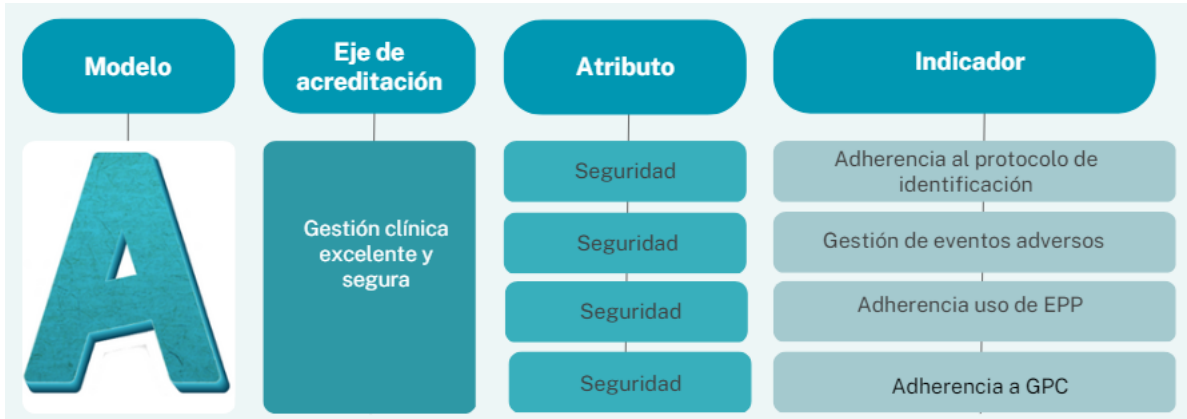 Modelo
Eje de
acreditación
Atributo
Indicador
A
Gestión clínica
excelente y
segura
Seguridad
Adherencia al protocolo de
identificación
Seguridad
Gestión de eventos adversos
Seguridad
Adherencia uso de EPP
Seguridad
Adherencia a GPC